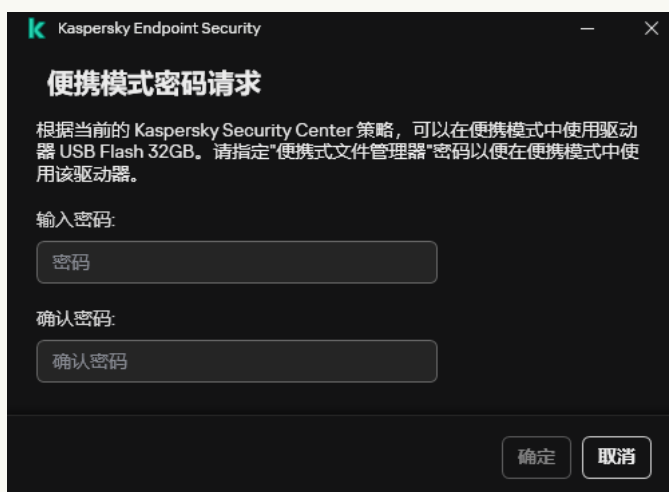 Kaspersky Endpoint Security
便携模式密码请求
根据当前的 Kaspersky Security Center 策略，可以在便携模式中使用驱动
器 USB Flash 32GB。请指定"便携式文件管理器"密码以便在便携模式中使
用该驱动器。
输入密码:
密码
确认密码:
确认密码
确定 取消